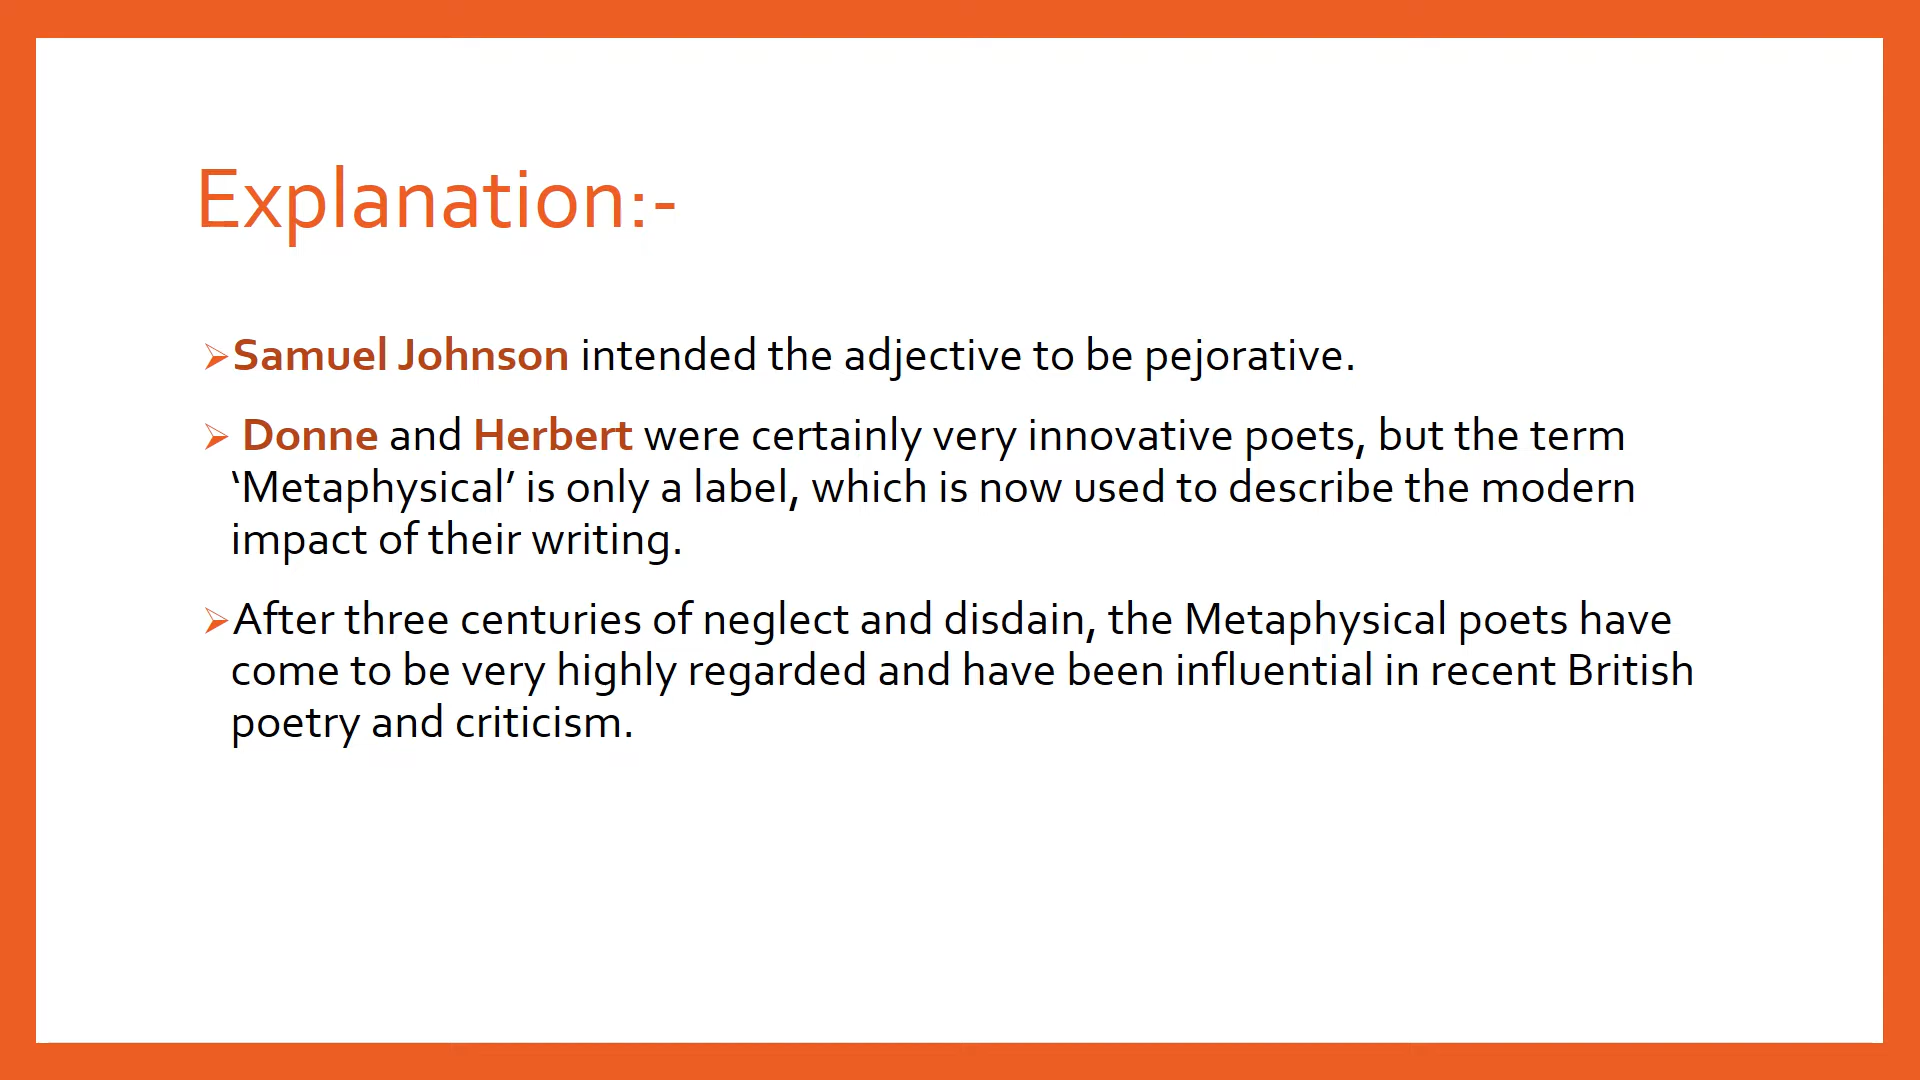 Explanation:-
➢Samuel Johnson intended the adjective to be pejorative.
➢ Donne and Herbert were certainly very innovative poets, but the term
‘Metaphysical’ is only a label, which is now used to describe the modern
impact of their writing.
➢After three centuries of neglect and disdain, the Metaphysical poets have
come to be very highly regarded and have been influential in recent British
poetry and criticism.